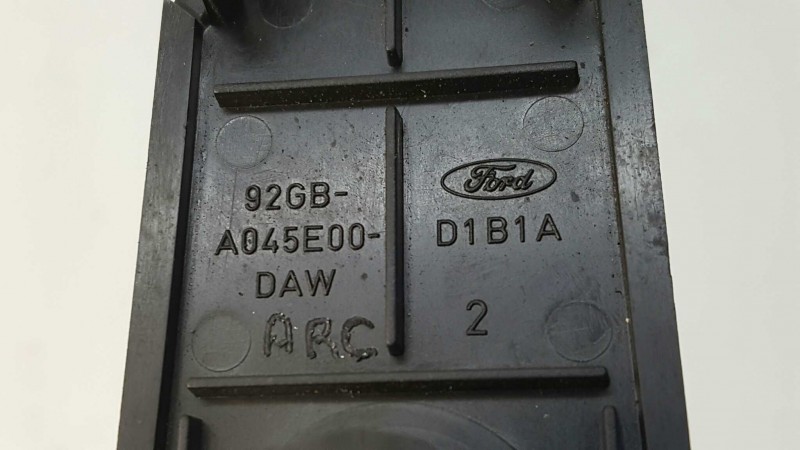 92GB-
A045E00-
DAW
ARC
Ford
D1B1A
2